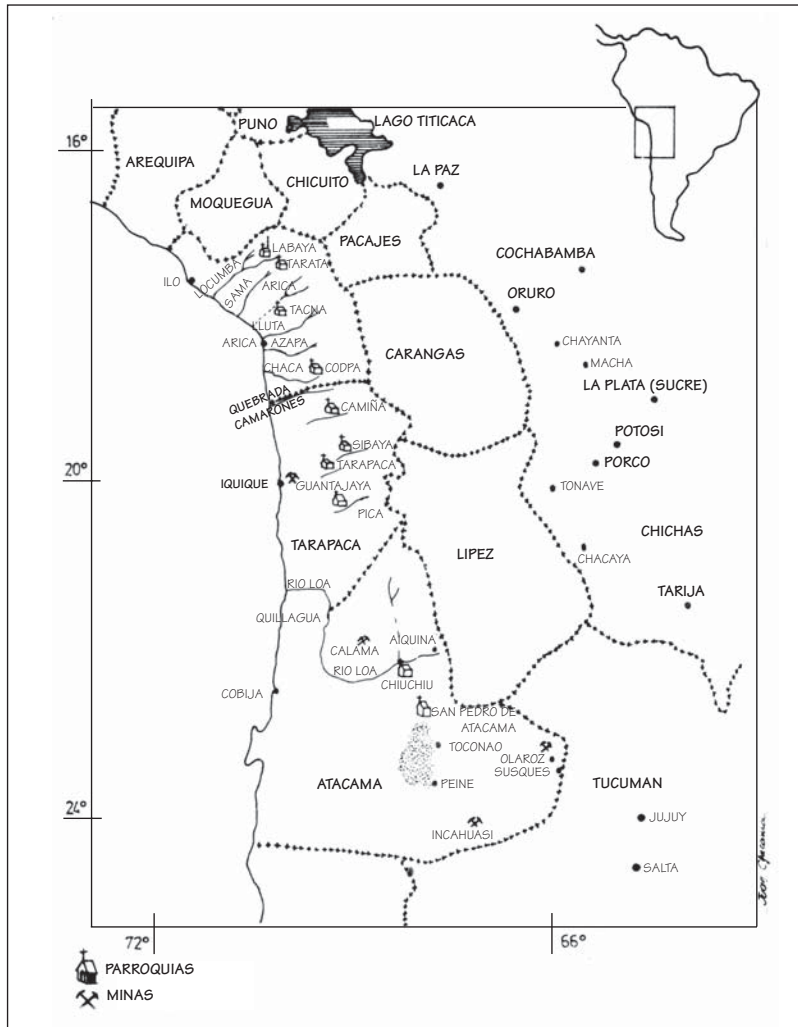 PUNO
LAGO TITICACA
16°
AREQUIPA
CHICUITO
LA PAZ
MOQUEGUA
PACAJES
LABAYA
COCHABAMBA
TARATA
LOCUMBA
ILO
SAMA
ARICA
ORURO
TACNA
LLUTA
ARICA
AZAPA
CHAYANTA
CARANGAS
MACHA
CHACA
CODPA
LA PLATA (SUCRE)
QUEBRADA
CAMARONES
CAMIÑA
POTOSI
SIBAYA
PORCO
TARAPACA
20°
IQUIQUE
GUANTAJAYA
TONAVE
PICA
CHICHAS
TARAPACA
LIPEZ
CHACAYA
RIO LOA
TARIJA
QUILLAGUA
CALAMA
AIQUINA
RIO LOA
CHIUCHIU
COBIJA
SAN PEDRO DE
ATACAMA
TOCONAO
OLAROZ
SUSQUES
ATACAMA
PEINE
TUCUMAN
24°
JUJUY
INCAHUASI
SALTA
72°
66°
PARROQUIAS
MINAS